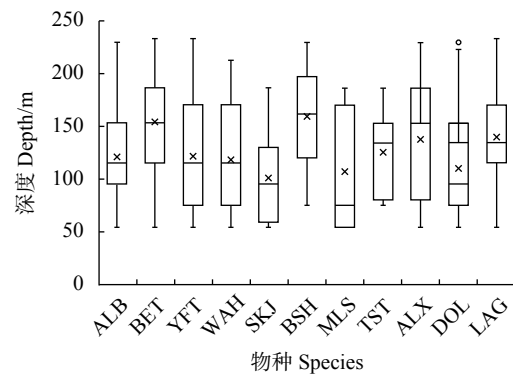 250
200
150
100
50
0
深度 Depth/m
ALB BET YFT WAH SKJ BSH MLS TST ALX DOL LAG
物种 Species